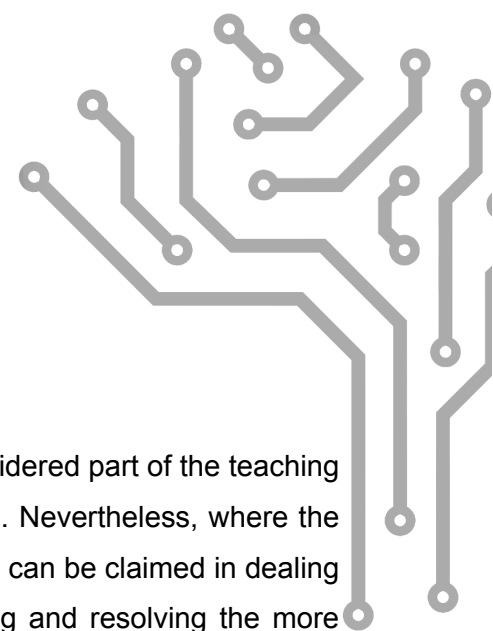 idered part of the teaching
. Nevertheless, where the
can be claimed in dealing
g and resolving the more